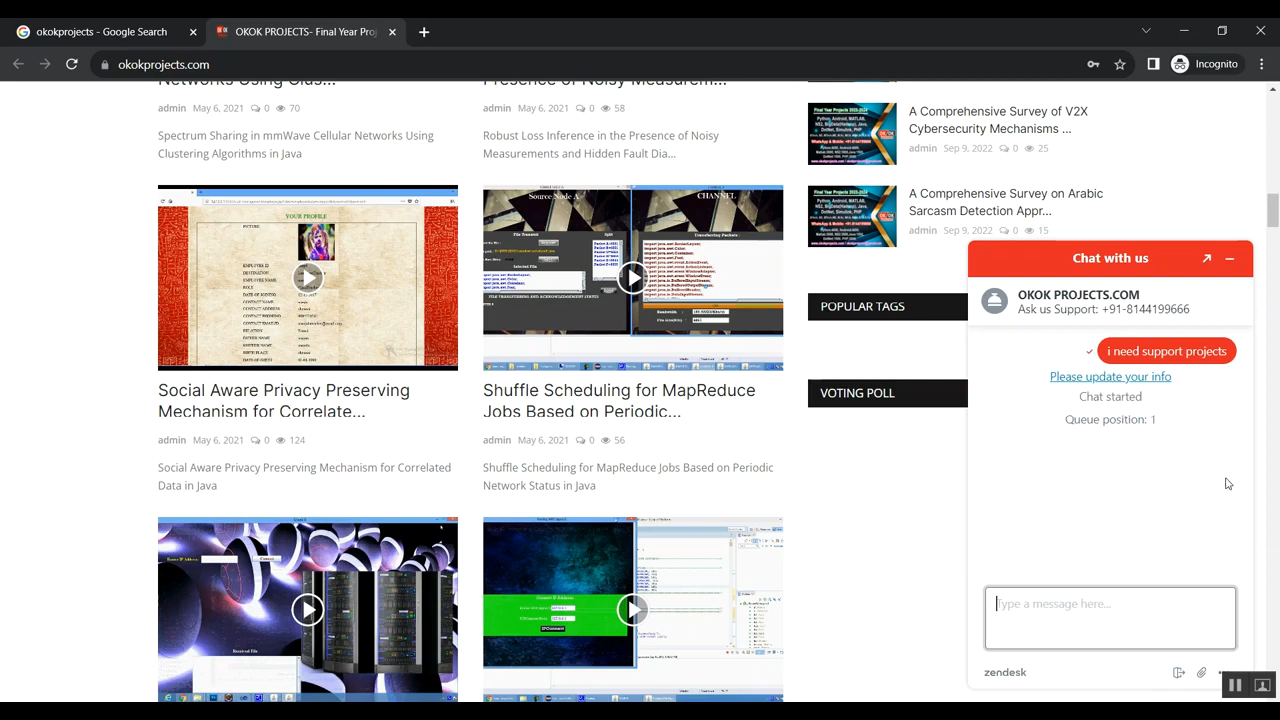 okokprojects - Google Search
OKOK PROJECTS- Final Year Pro
okokprojects.com
Incognito
Networks Using Glas...
admin May 6, 2021 0 70
Spectrum Sharing in mmWave Cellular Networks Using
Clustering Algorithms in Java
Presence of Noisy Measurem...
admin May 6, 2021 0 58
Robust Loss Inference in the Presence of Noisy
Measurements and Hidden Fault Dia...
YOUR PROFILE
Source Node A
CHANNEL
Social Aware Privacy Preserving
Mechanism for Correlate...
admin May 6, 2021 0 124
Social Aware Privacy Preserving Mechanism for Correlated
Data in Java
Shuffle Scheduling for MapReduce
Jobs Based on Periodic...
admin May 6, 2021 0 56
Shuffle Scheduling for MapReduce Jobs Based on Periodic
Network Status in Java
A Comprehensive Survey of V2X
Cybersecurity Mechanisms ...
admin Sep 9, 2022 0 25
A Comprehensive Survey on Arabic
Sarcasm Detection Appr...
admin Sep 9, 2022 0 15
POPULAR TAGS
VOTING POLL
Chat with us
OKOK PROJECTS.COM
Ask us Support +91- 8144199666
i need support projects
Please update your info
Chat started
Queue position: 1
Type a message here...
zendesk